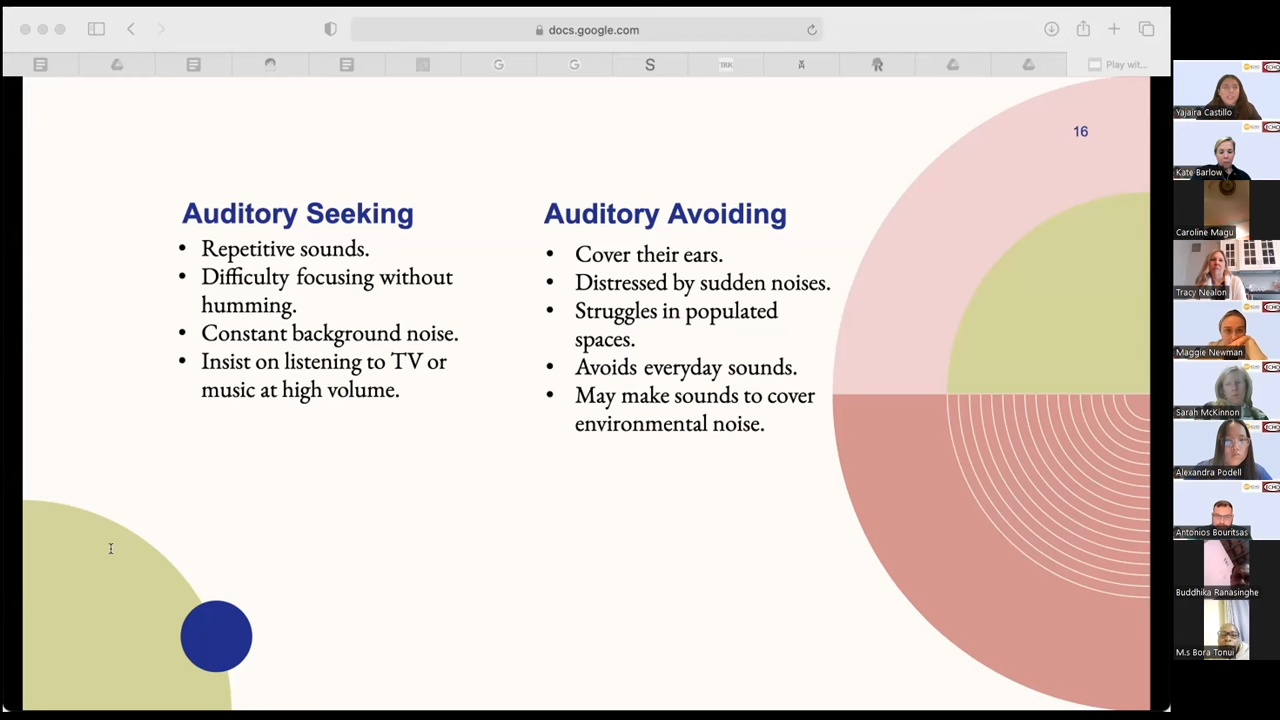 docs.google.com
G
G
S
TRK
Play wit...
16
Auditory Seeking
• Repetitive sounds.
• Difficulty focusing without
humming.
• Constant background noise.
• Insist on listening to TV or
music at high volume.
Auditory Avoiding
• Cover their ears.
• Distressed by sudden noises.
• Struggles in populated
spaces.
• Avoids everyday sounds.
• May make sounds to cover
environmental noise.
Yajaira Castillo
Kate Barlow
Caroline Magu
Tracy Nealon
Maggie Newman
Sarah McKinnon
Alexandra Podell
Antonios Bouritsas
Buddhika Ranasinghe
M.s Bora Tonui